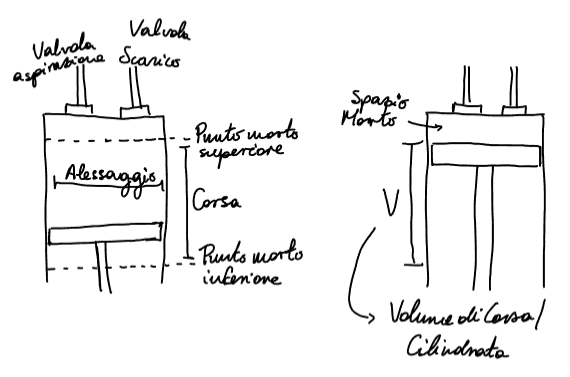 Valvola
aspirazione
Valvola
Scarico
Punto morto
superiore
Alessaggio
Corsa
Punto morto
inferiore
Spazio
Morto
V
Volume di Corsa/
Cilindrata